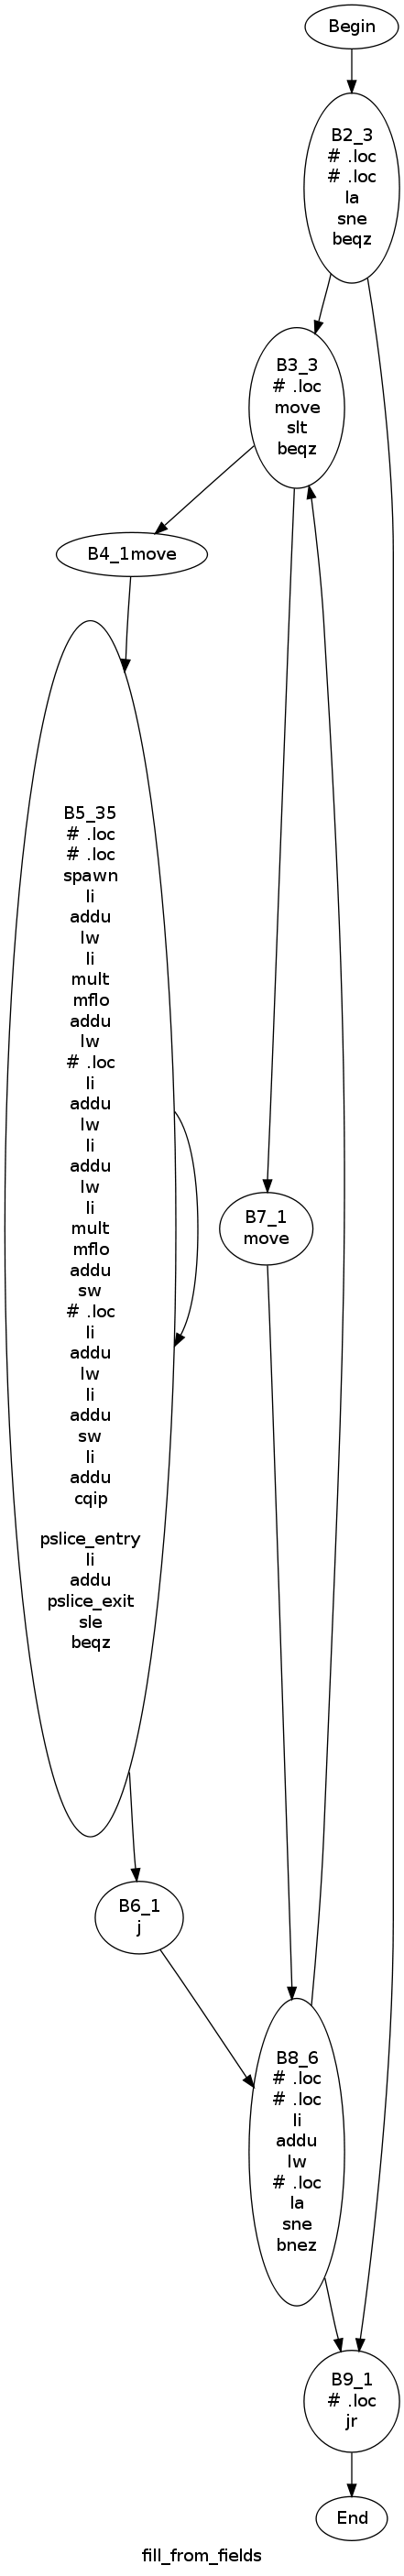 Begin
B2_3
# .loc
# .loc
la
sne
beqz
B3_3
# .loc
move
slt
beqz
B4_1move
B5_35
# .loc
# .loc
spawn
li
addu
lw
li
mult
mflo
addu
lw
# .loc
li
addu
lw
li
addu
lw
li
mult
mflo
addu
sw
# .loc
li
addu
lw
li
addu
sw
li
addu
cqip
pslice_entry
li
addu
pslice_exit
sle
beqz
B7_1
move
B6_1
j
B8_6
# .loc
# .loc
li
addu
lw
# .loc
la
sne
bnez
B9_1
# .loc
jr
End
fill_from_fields